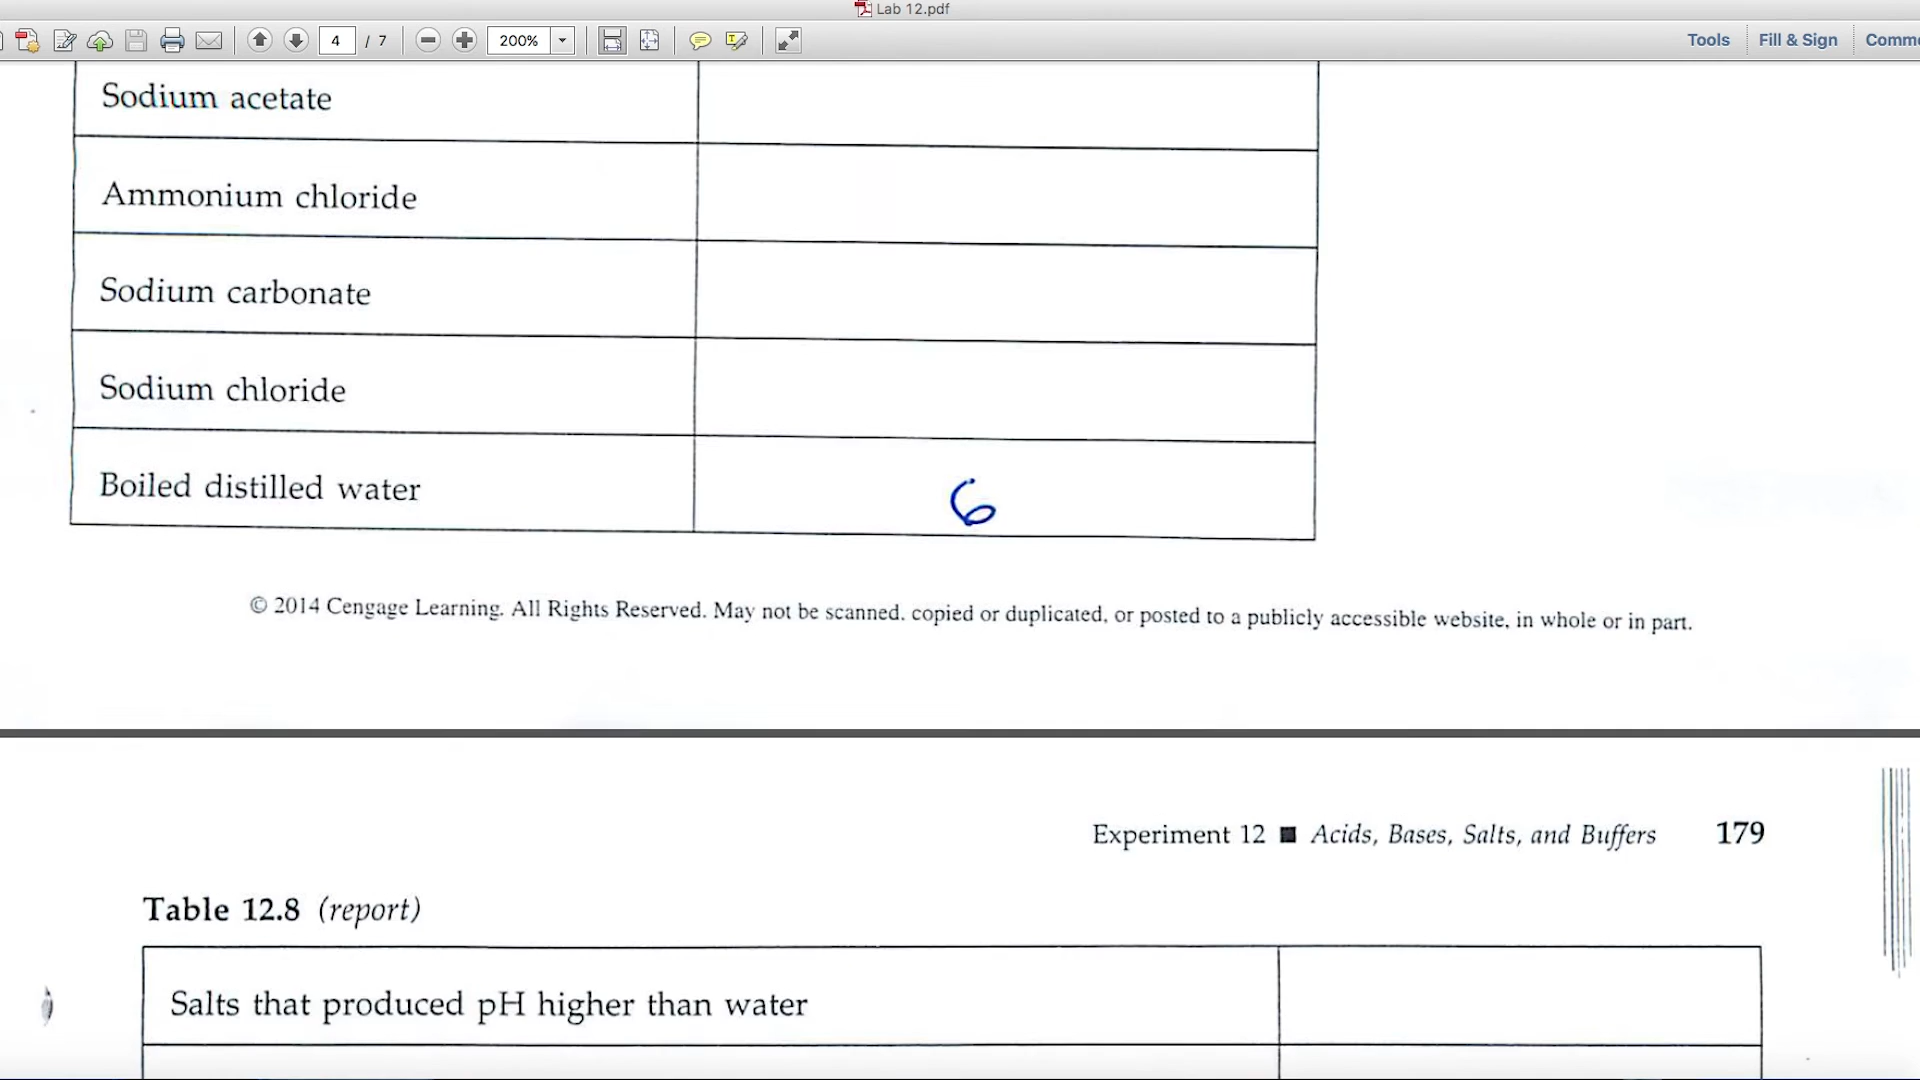 Lab 12.pdf
4 / 7 200% Tools Fill & Sign Comme
Sodium acetate
Ammonium chloride
Sodium carbonate
Sodium chloride
Boiled distilled water 6
© 2014 Cengage Learning. All Rights Reserved. May not be scanned, copied or duplicated, or posted to a publicly accessible website, in whole or in part.
Experiment 12 ■ Acids, Bases, Salts, and Buffers 179
Table 12.8 (report)
Salts that produced pH higher than water